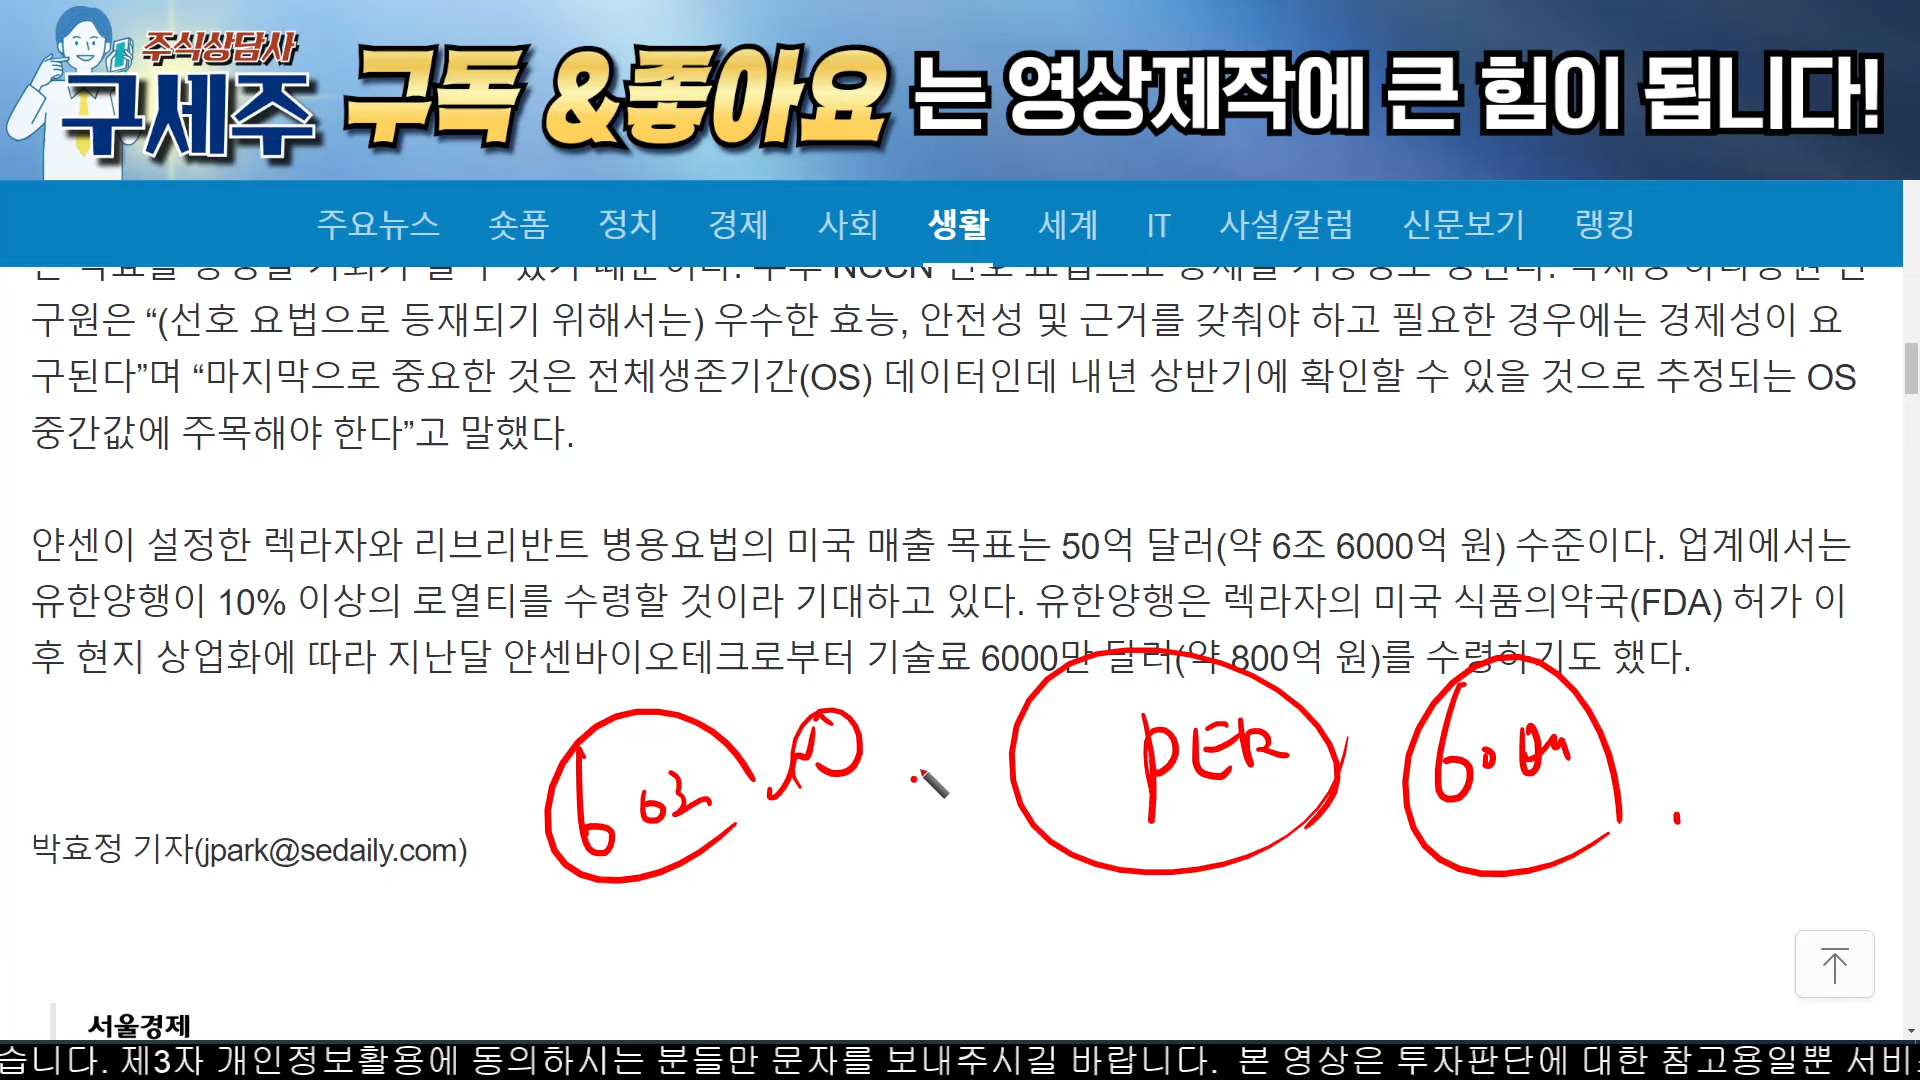 주식상담사
구세주
구독 &좋아요 는 영상제작에 큰 힘이 됩니다!
주요뉴스 숏폼 정치 경제 사회 생활 세계 IT 사설/칼럼 신문보기 랭킹
구원은 “(선호 요법으로 등재되기 위해서는) 우수한 효능, 안전성 및 근거를 갖춰야 하고 필요한 경우에는 경제성이 요
구된다”며 “마지막으로 중요한 것은 전체생존기간(OS) 데이터인데 내년 상반기에 확인할 수 있을 것으로 추정되는 OS
중간값에 주목해야 한다”고 말했다.
얀센이 설정한 렉라자와 리브리반트 병용요법의 미국 매출 목표는 50억 달러(약 6조 6000억 원) 수준이다. 업계에서는
유한양행이 10% 이상의 로열티를 수령할 것이라 기대하고 있다. 유한양행은 렉라자의 미국 식품의약국(FDA) 허가 이
후 현지 상업화에 따라 지난달 얀센바이오테크로부터 기술료 6000만 달러(약 800억 원)를 수령하기도 했다.
PER
박효정 기자(jpark@sedaily.com)
서울경제
습니다. 제3자 개인정보활용에 동의하시는 분들만 문자를 보내주시길 바랍니다. 본 영상은 투자판단에 대한 참고용일뿐 서비